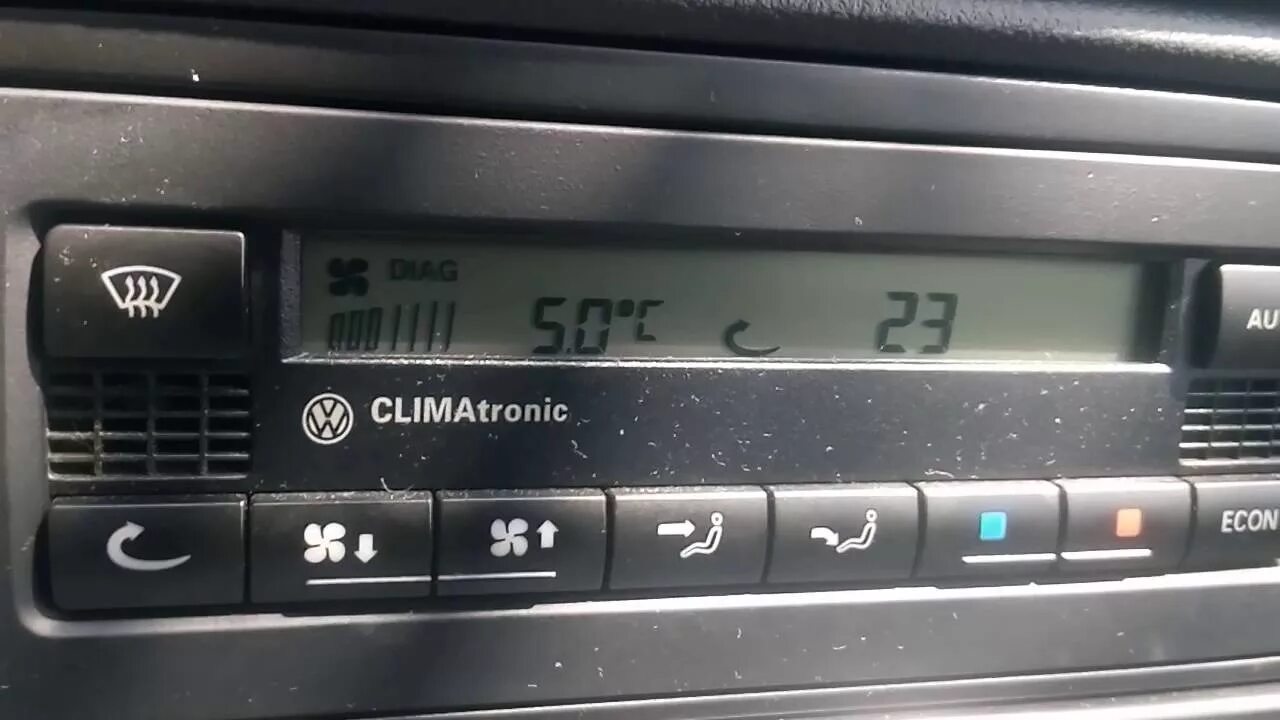 DIAG
5.0°C 23
AU
CLIMAtronic
ECON